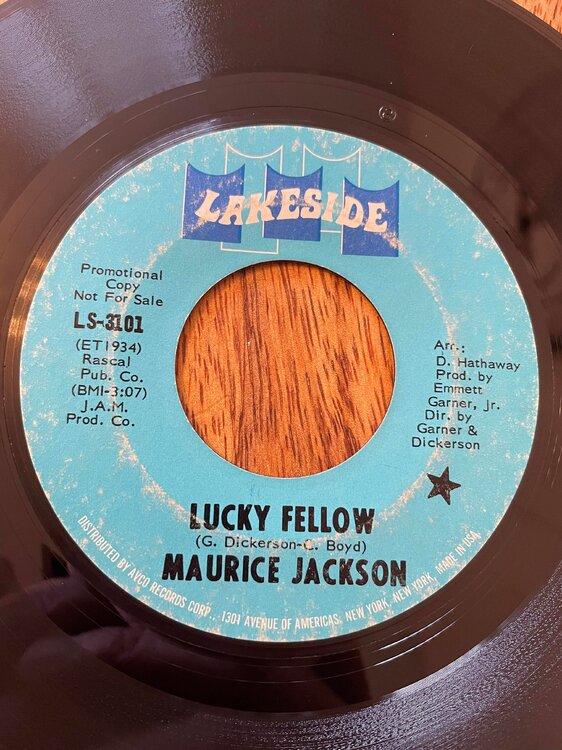 LAKESIDE
Promotional
Copy
Not For Sale
LS-3101
(ET1934)
Rascal
Pub. Co.
(BMI-3:07)
J.A.M.
Prod. Co.
Arr.:
D. Hathaway
Prod. by
Emmett
Garner, Jr.
Dir. by
Garner &
Dickerson
LUCKY FELLOW
(G. Dickerson-C. Boyd)
MAURICE JACKSON
DISTRIBUTED BY AVCO RECORDS CORP., 1301 AVENUE OF AMERICAS, NEW YORK, NEW YORK, MADE IN USA